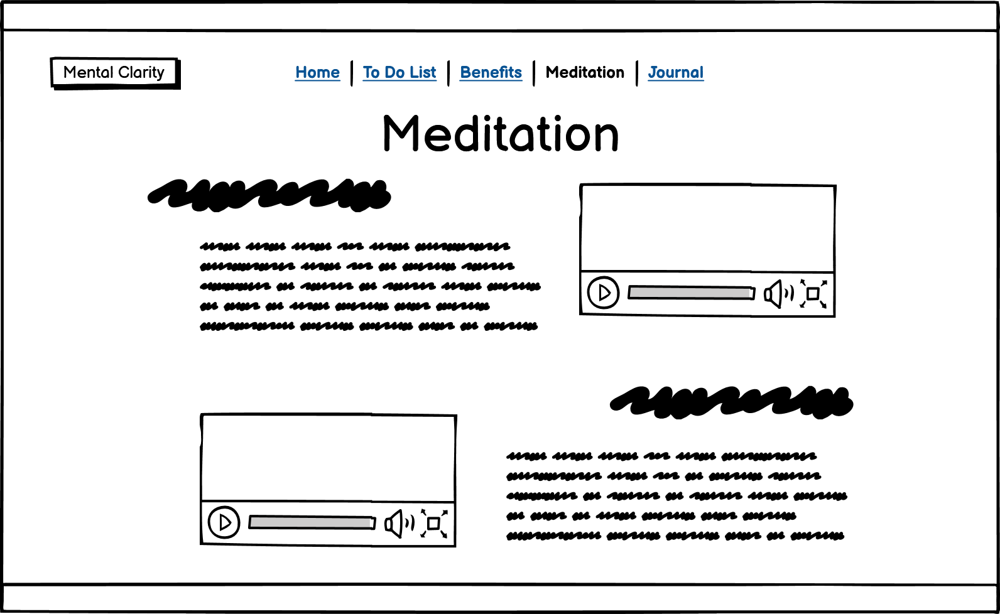 Mental Clarity
Home | To Do List | Benefits | Meditation | Journal
Meditation